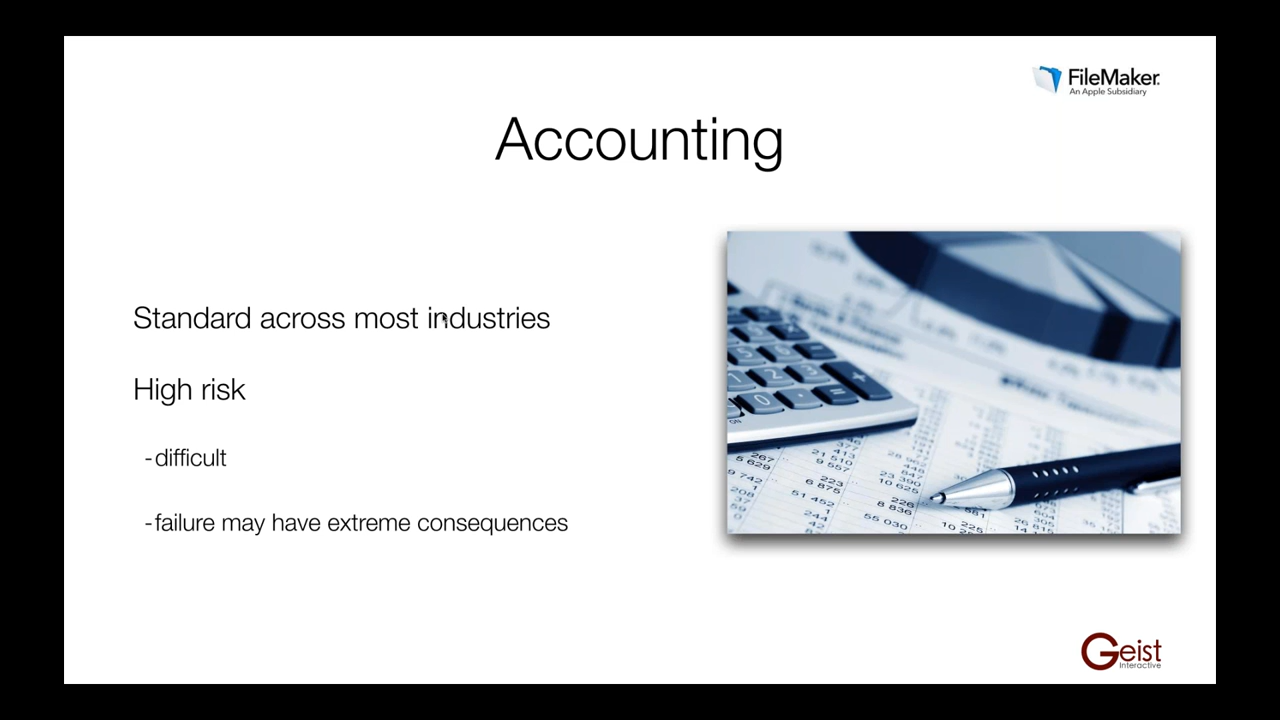 FileMaker
An Apple Subsidiary
Accounting
Standard across most industries
High risk
- difficult
- failure may have extreme consequences
Geist
Interactive